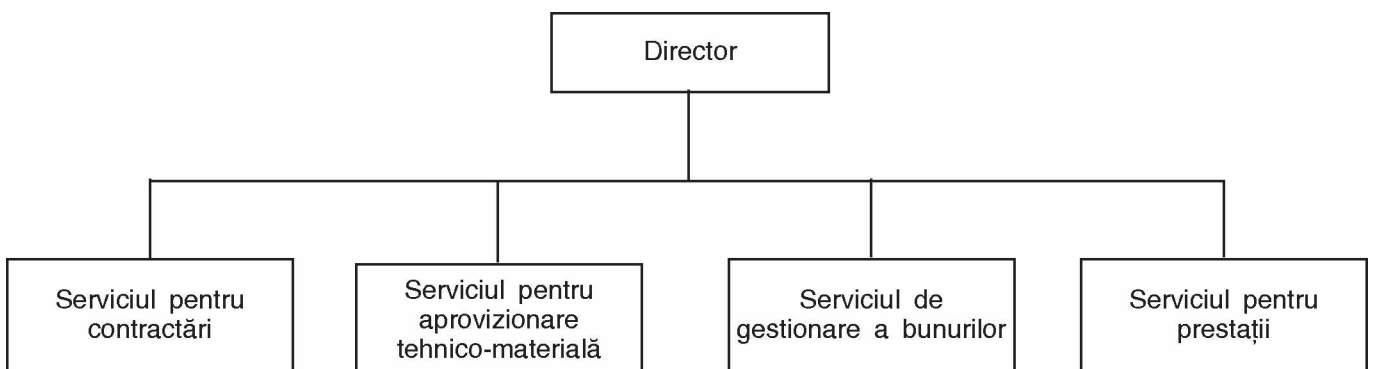 Director
Serviciul pentru
contractări
Serviciul pentru
aprovizionare
tehnico-materială
Serviciul de
gestionare a bunurilor
Serviciul pentru
prestații